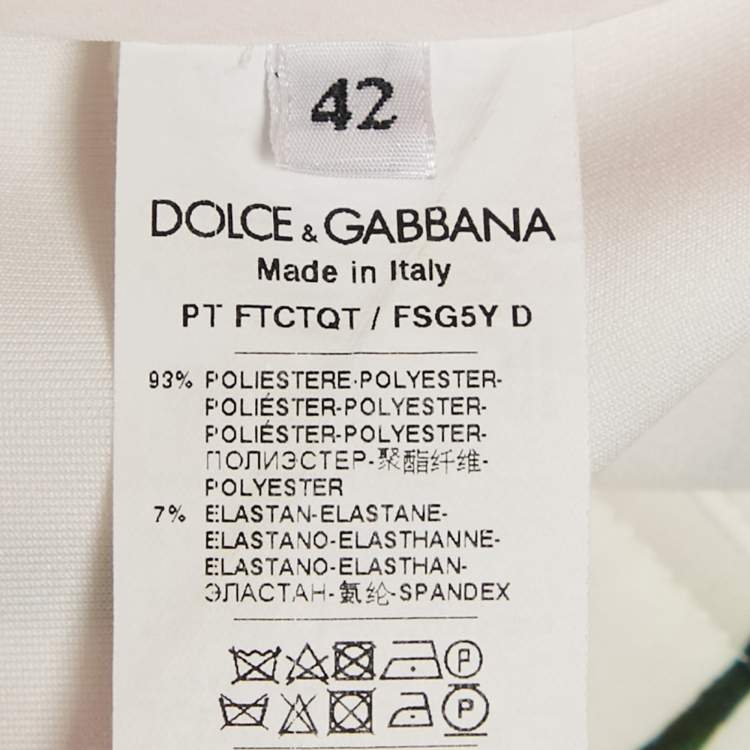 42
DOLCE & GABBANA
Made in Italy
PT FTCTQT / FSG5Y D
93% POLIESTERE-POLYESTER-
POLIÉSTER-POLYESTER-
POLIÉSTER-POLYESTER-
ПОЛИЭСТЕР-聚酯纤维-
POLYESTER
7% ELASTAN-ELASTANE-
ELASTANO-ELASTHANNE-
ELASTANO-ELASTHAN-
ЭЛАСТАН-氨纶-SPANDEX
P
P